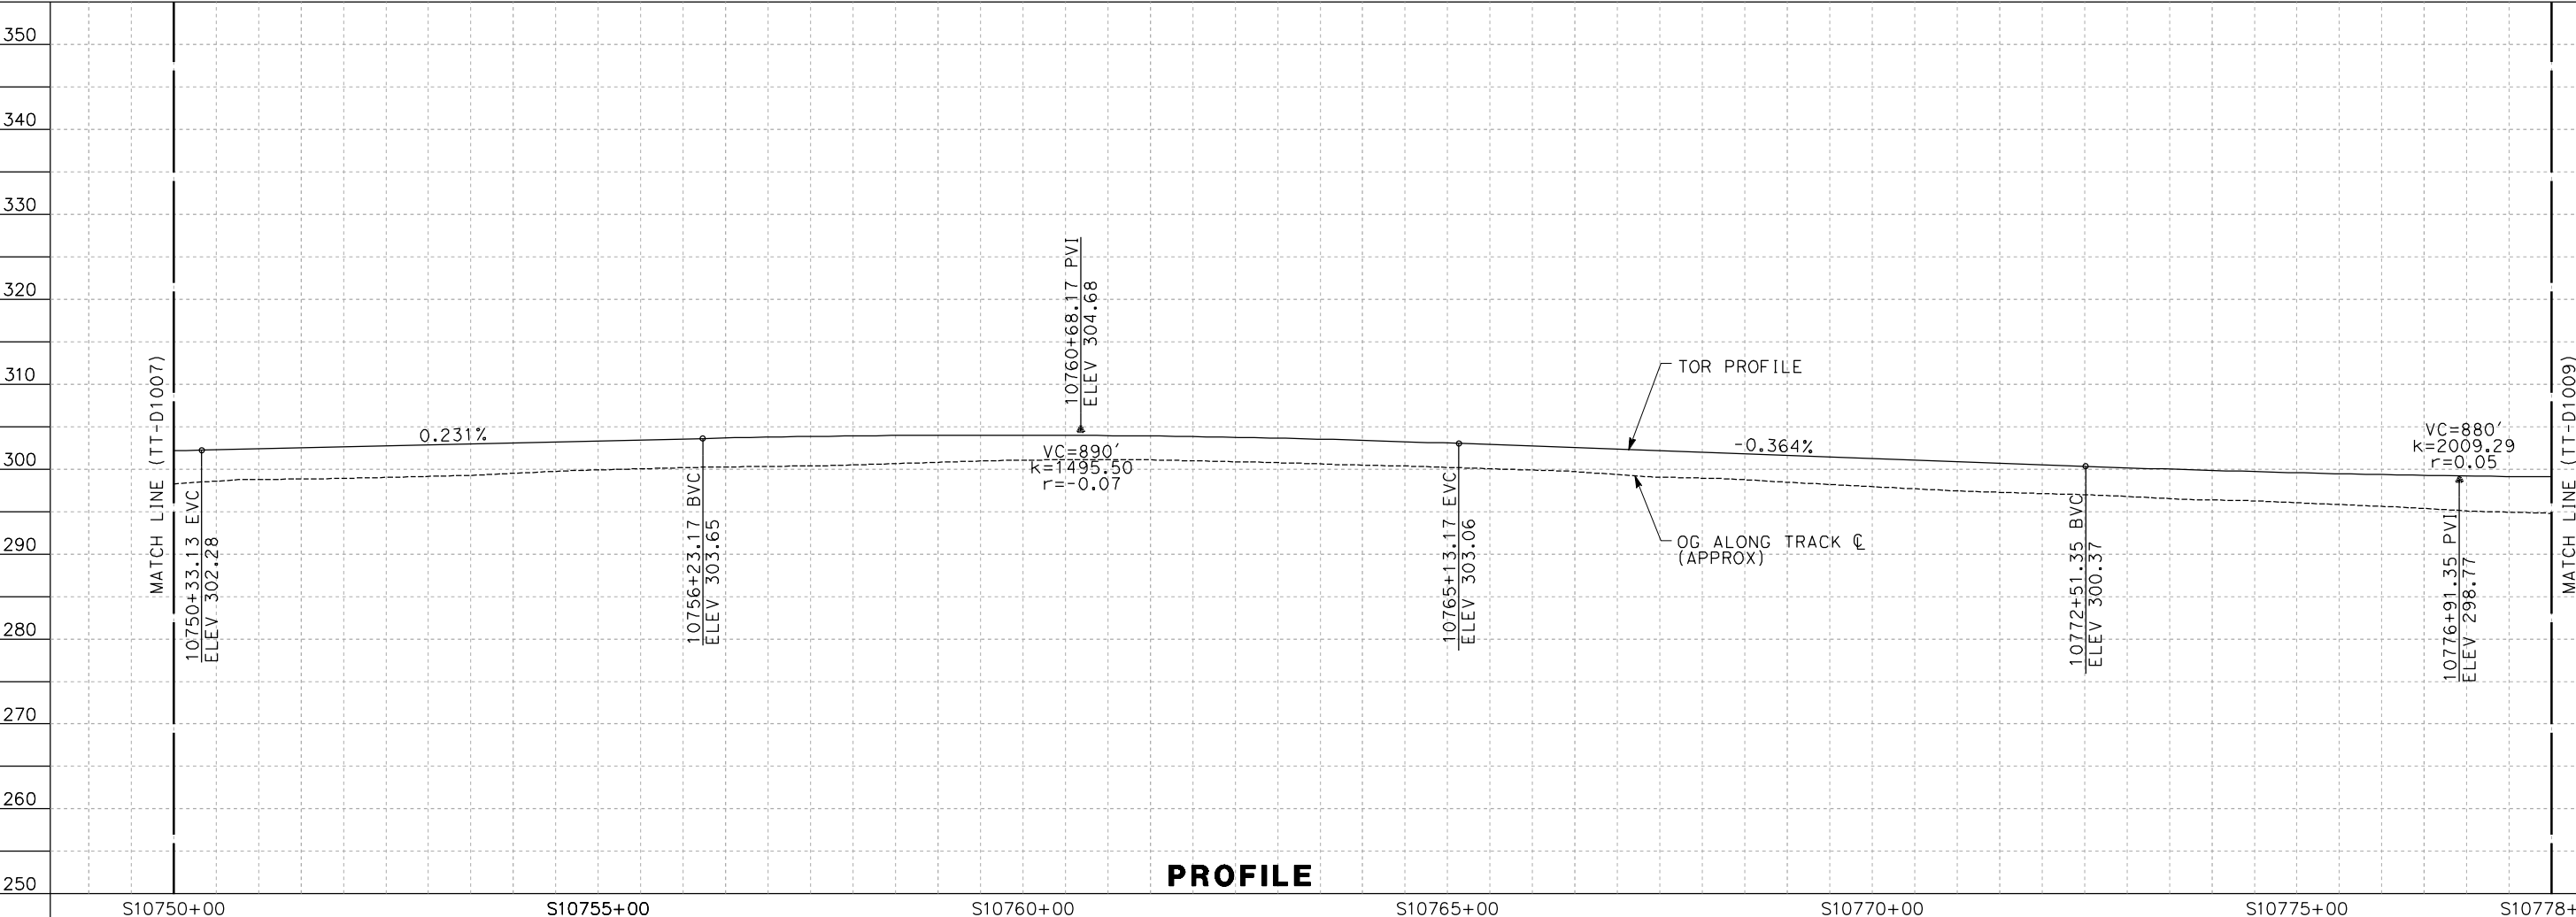 350
340
330
320
310
300
290
280
270
260
250
MATCH LINE (TT-D1007)
10750+33.13 EVC
ELEV 302.28
0.231%
10756+23.17 BVC
ELEV 303.65
10760+68.17 PVI
ELEV 304.68
VC=890'
k=1495.50
r=-0.07
10765+13.17 EVC
ELEV 303.06
TOR PROFILE
OG ALONG TRACK ℄
(APPROX)
-0.364%
10772+51.35 BVC
ELEV 300.37
VC=880'
k=2009.29
r=0.05
10776+91.35 PVI
ELEV 298.77
MATCH LINE (TT-D1009)
PROFILE
S10750+00
S10755+00
S10760+00
S10765+00
S10770+00
S10775+00
S10778+